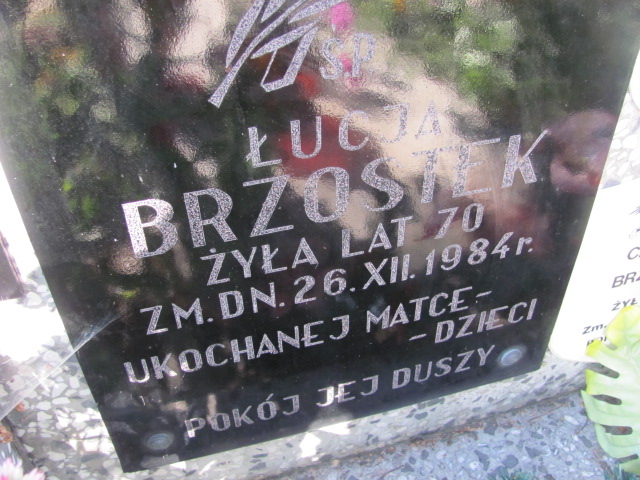 ŚP.
ŁUCJA
BRZOSTEK
ŻYŁA LAT 70
ZM. DN. 26. XII. 1984 r.
UKOCHANEJ MATCE -
- DZIECI
POKÓJ JEJ DUSZY